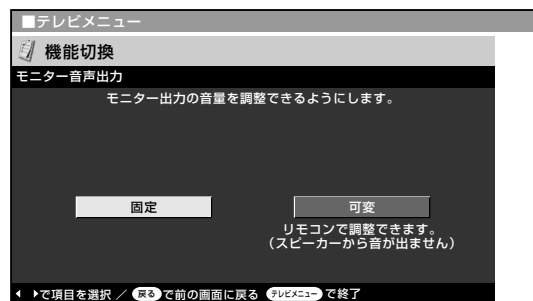 ■テレビメニュー
機能切換
モニター音声出力
モニター出力の音量を調整できるようにします。
固定 可変
リモコンで調整できます。
(スピーカーから音が出ません)
で項目を選択 / 戻る で前の画面に戻る テレビメニュー で終了